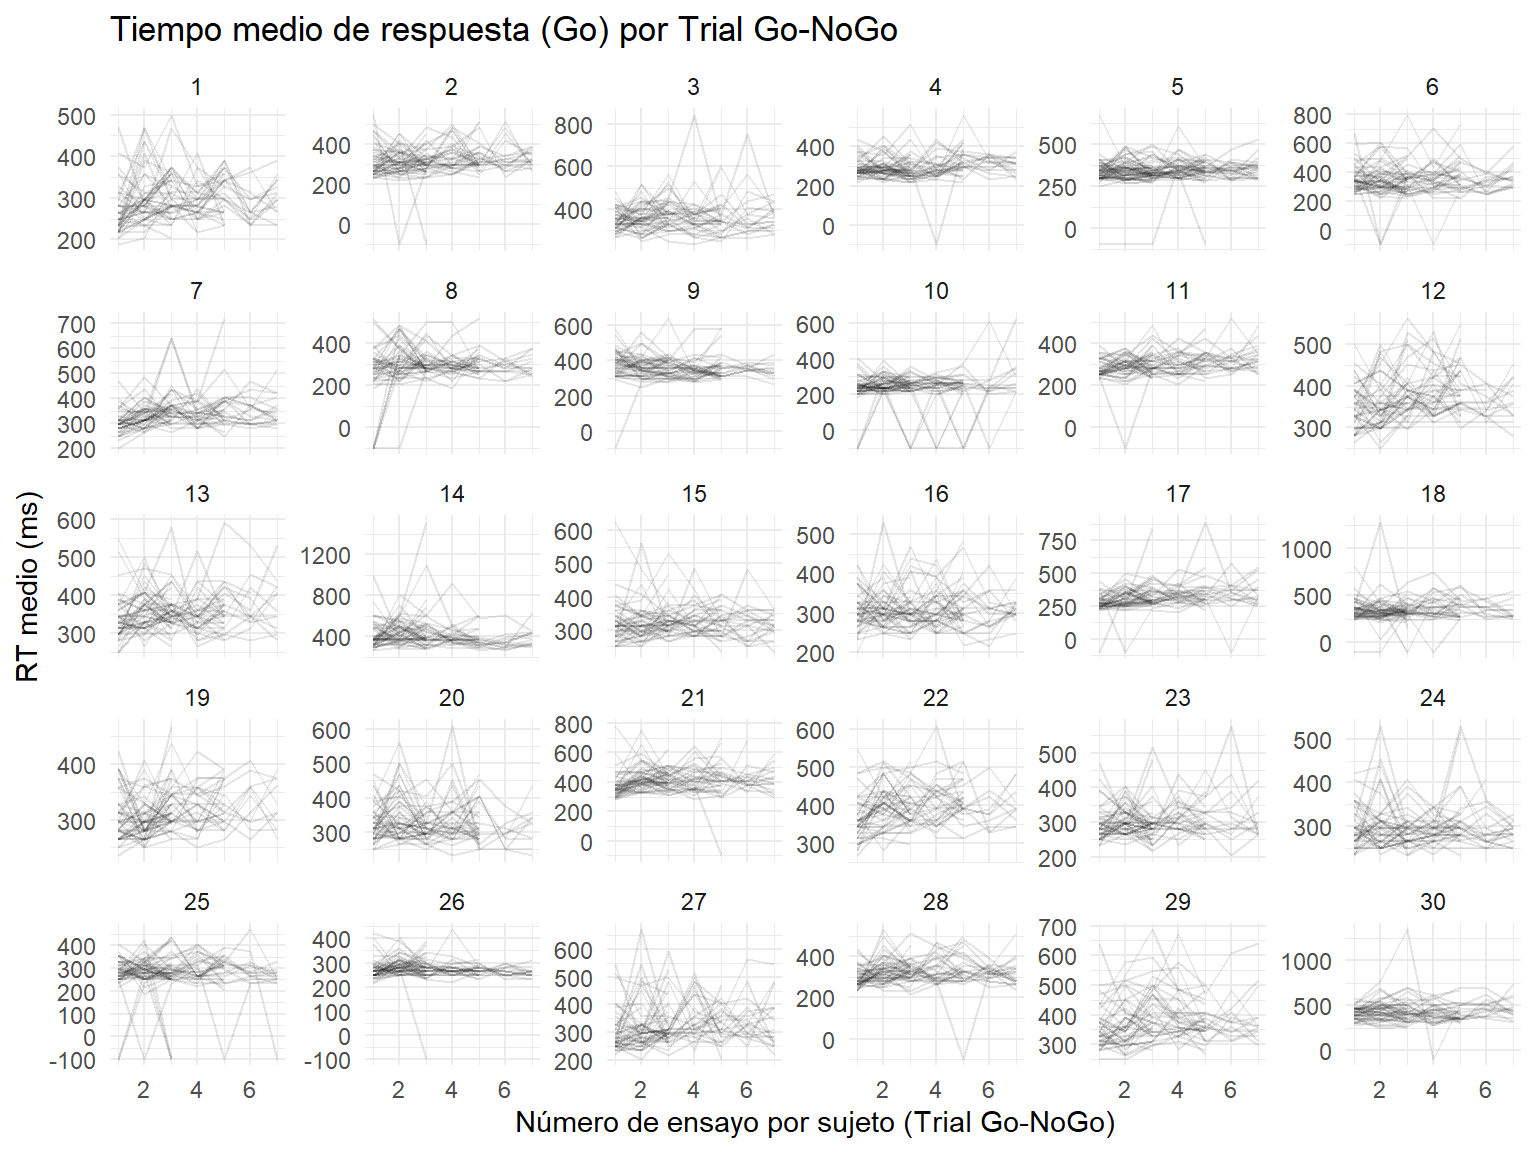 Tiempo medio de respuesta (Go) por Trial Go-NoGo
1 2 3 4 5 6
500 400 300 200
400 200 0
800 600 400
400 200 0
500 250 0
800 600 400 200 0
7 8 9 10 11 12
700 600 500 400 300 200
400 200 0
600 400 200 0
600 400 200 0
400 200 0
500 400 300
13 14 15 16 17 18
600 500 400 300
1200 800 400
600 500 400 300
500 400 300 200
750 500 250 0
1000 500 0
19 20 21 22 23 24
400 300
600 500 400 300
800 600 400 200 0
600 500 400 300
500 400 300 200
500 400 300
25 26 27 28 29 30
400 300 200 100 0 -100
400 300 200 100 0 -100
600 500 400 300 200
400 200 0
700 600 500 400 300
1000 500 0
2 4 6 2 4 6 2 4 6 2 4 6 2 4 6 2 4 6
Número de ensayo por sujeto (Trial Go-NoGo)
RT medio (ms)